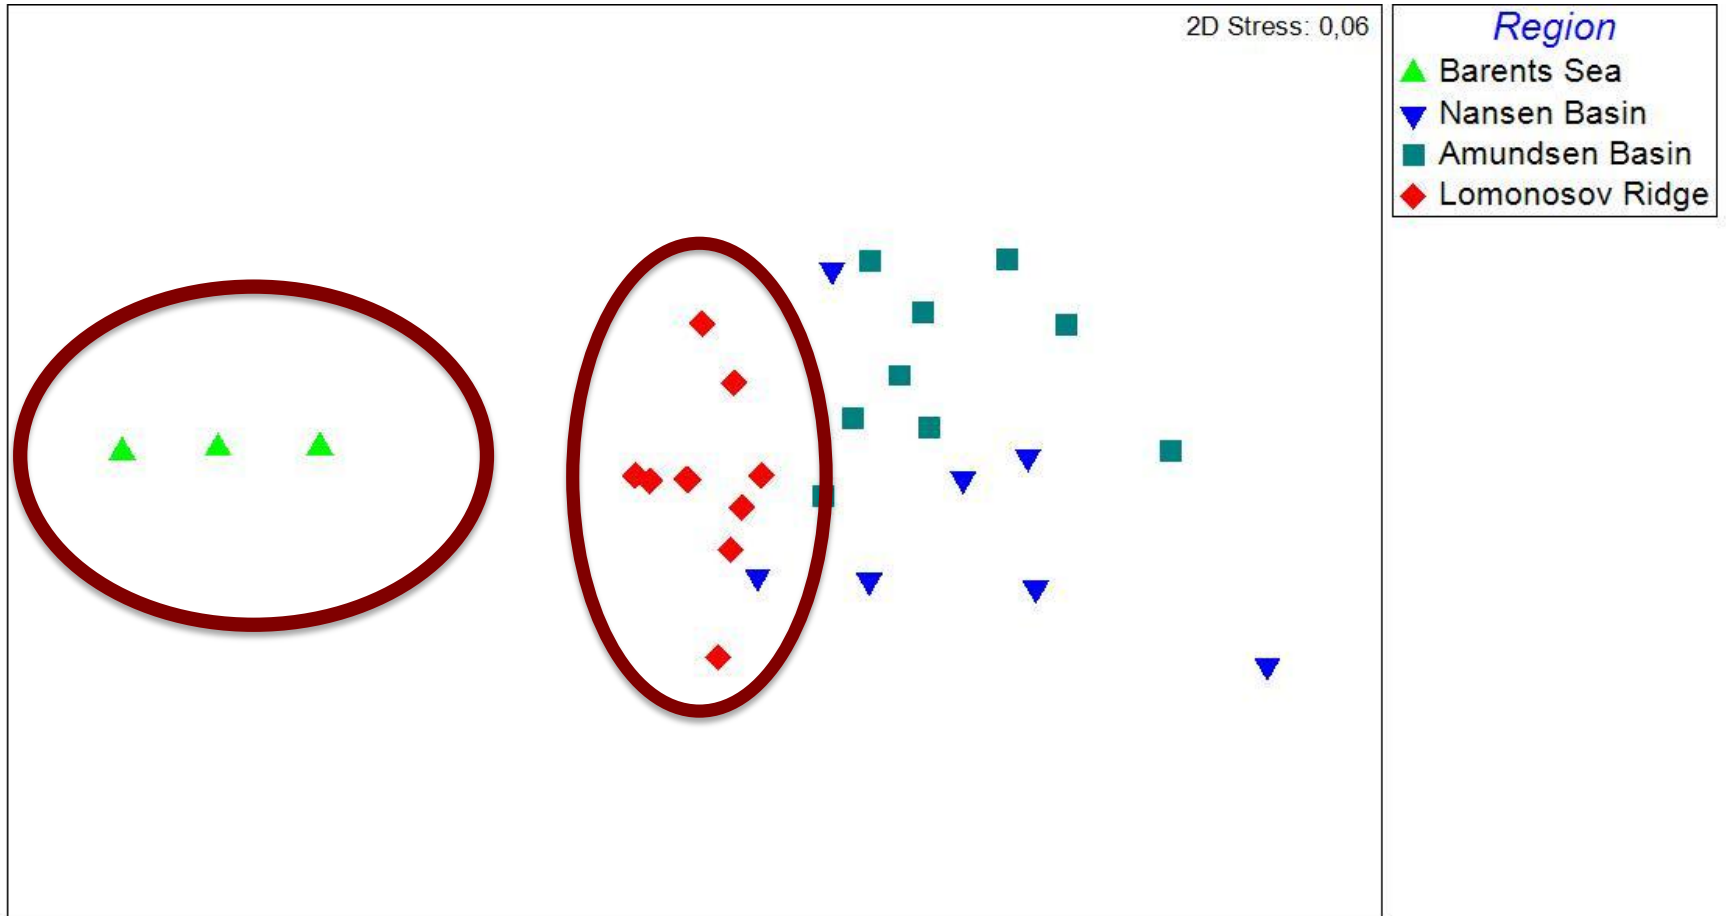 2D Stress: 0,06
Region
Barents Sea
Nansen Basin
Amundsen Basin
Lomonosov Ridge